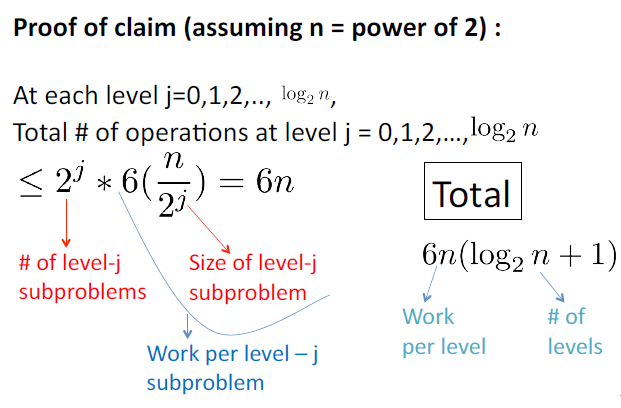 Proof of claim (assuming n = power of 2) :
At each level j=0,1,2,.., log₂ n,
Total # of operations at level j = 0,1,2,...,log₂ n
≤ 2^j * 6(n/2^j) = 6n
# of level-j
subproblems
Size of level-j
subproblem
Work per level – j
subproblem
Total
6n(log₂ n + 1)
Work
per level
# of
levels